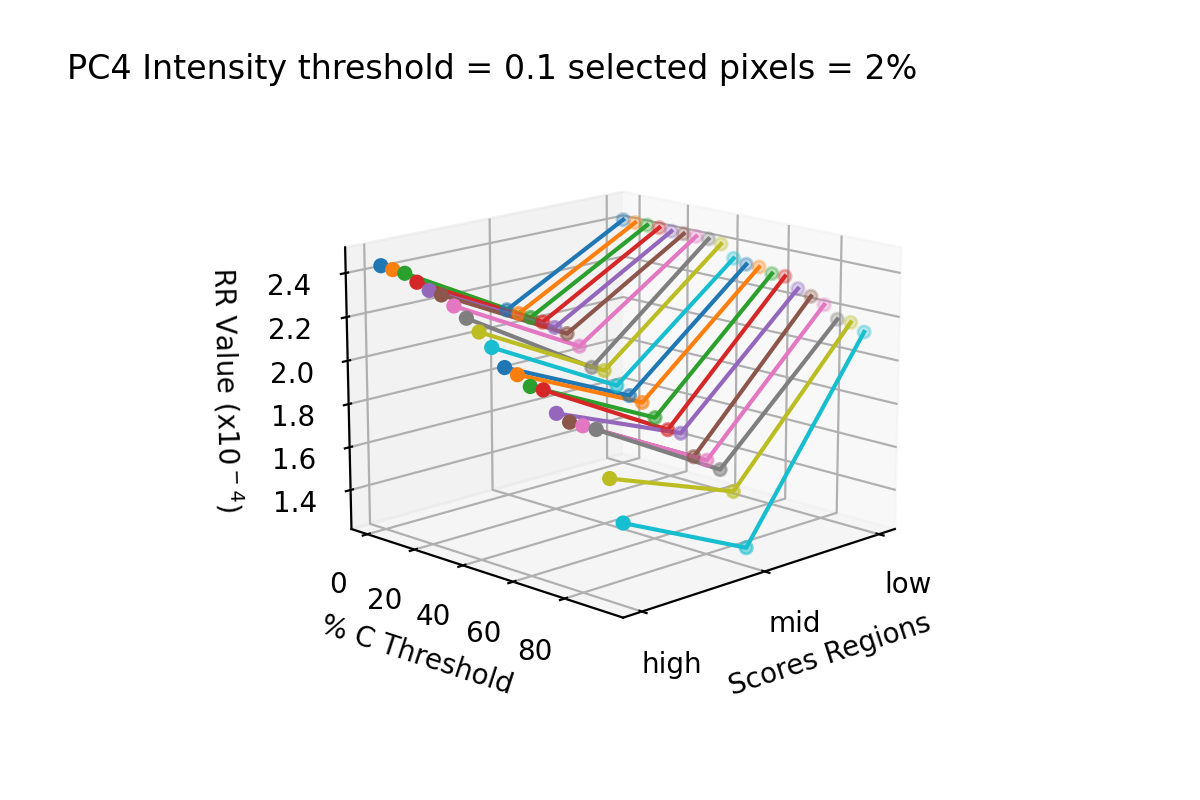 PC4 Intensity threshold = 0.1 selected pixels = 2%
RR Value (x10⁻⁴)
2.4
2.2
2.0
1.8
1.6
1.4
0
20
40
60
80
% C Threshold
high
mid
low
Scores Regions